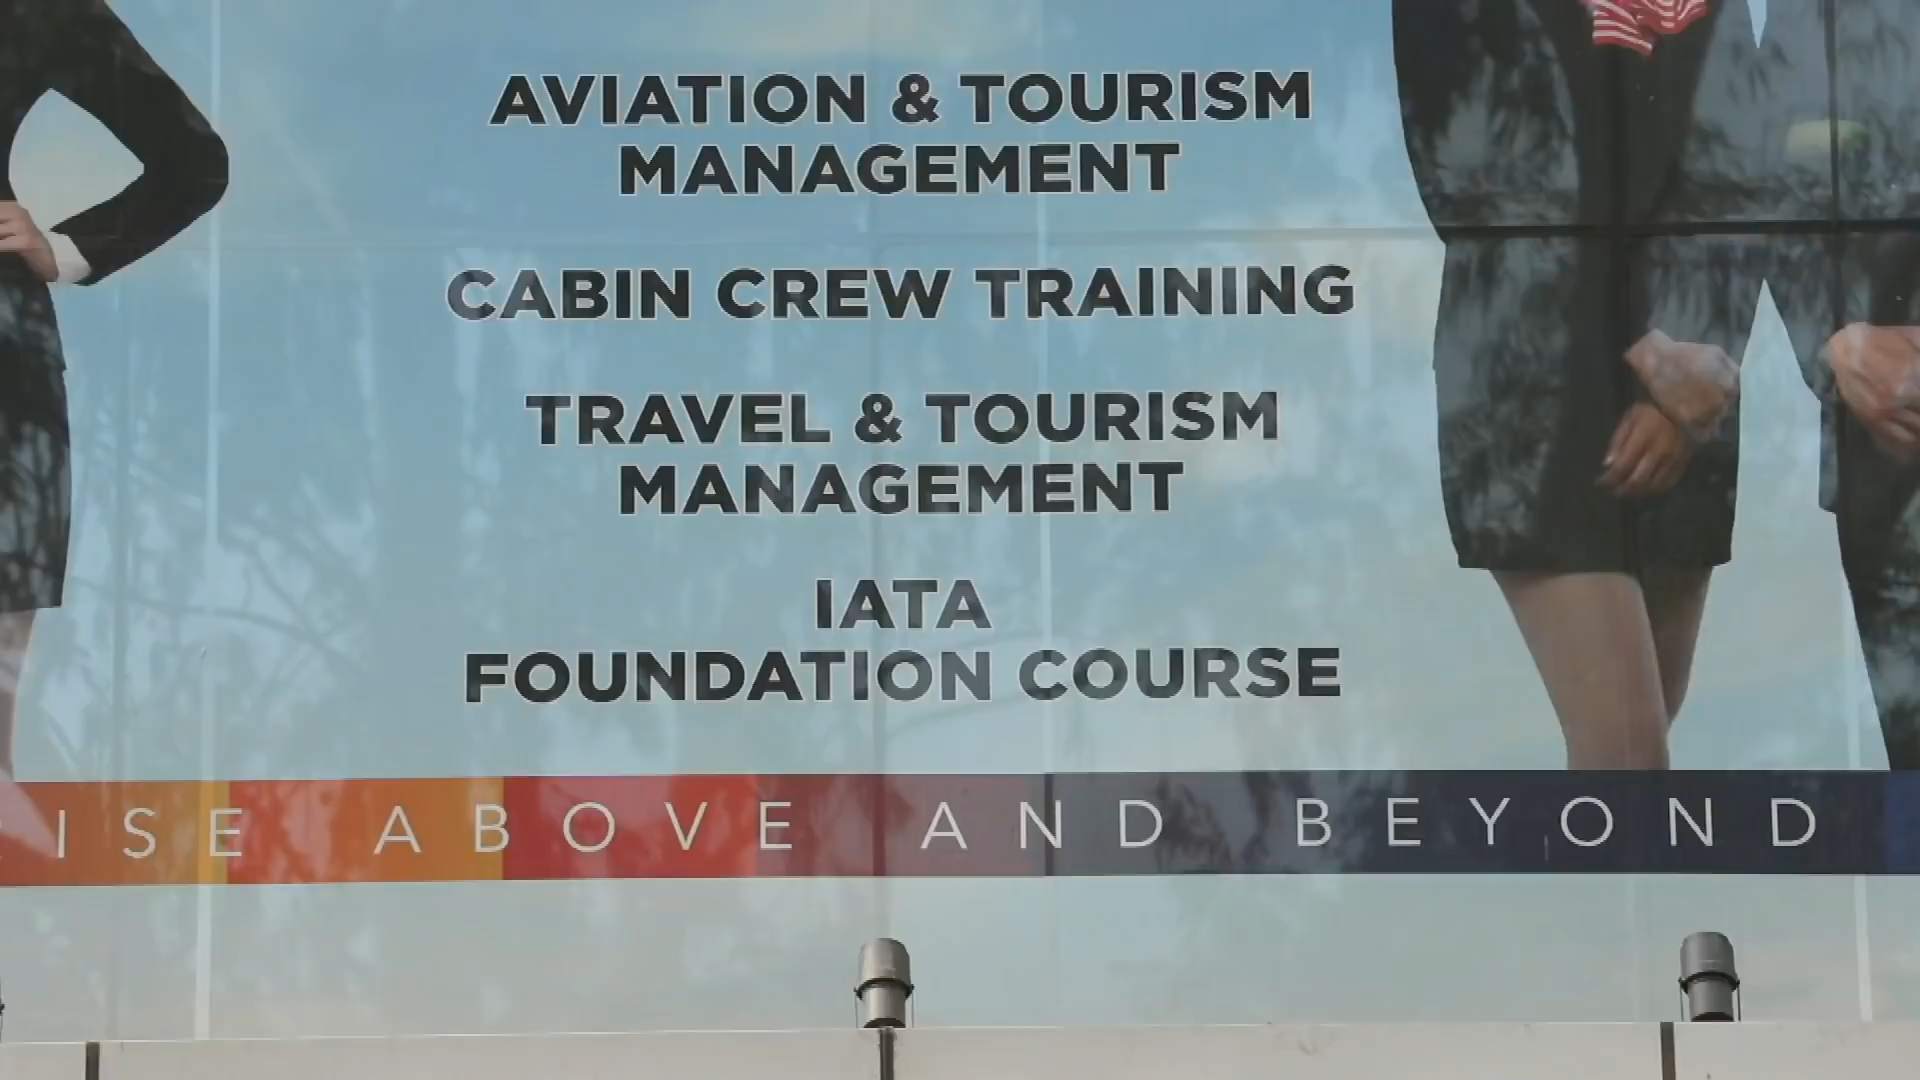 AVIATION & TOURISM
MANAGEMENT
CABIN CREW TRAINING
TRAVEL & TOURISM
MANAGEMENT
IATA
FOUNDATION COURSE
ISE ABOVE AND BEYOND